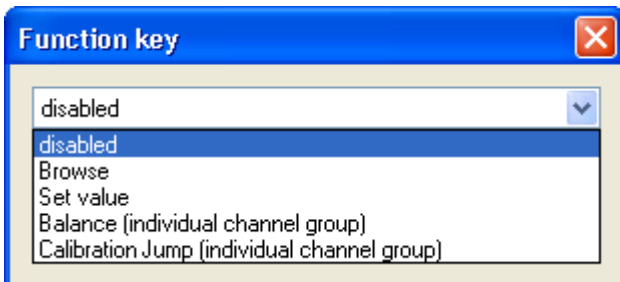 Function key
disabled
disabled
Browse
Set value
Balance (individual channel group)
Calibration Jump (individual channel group)